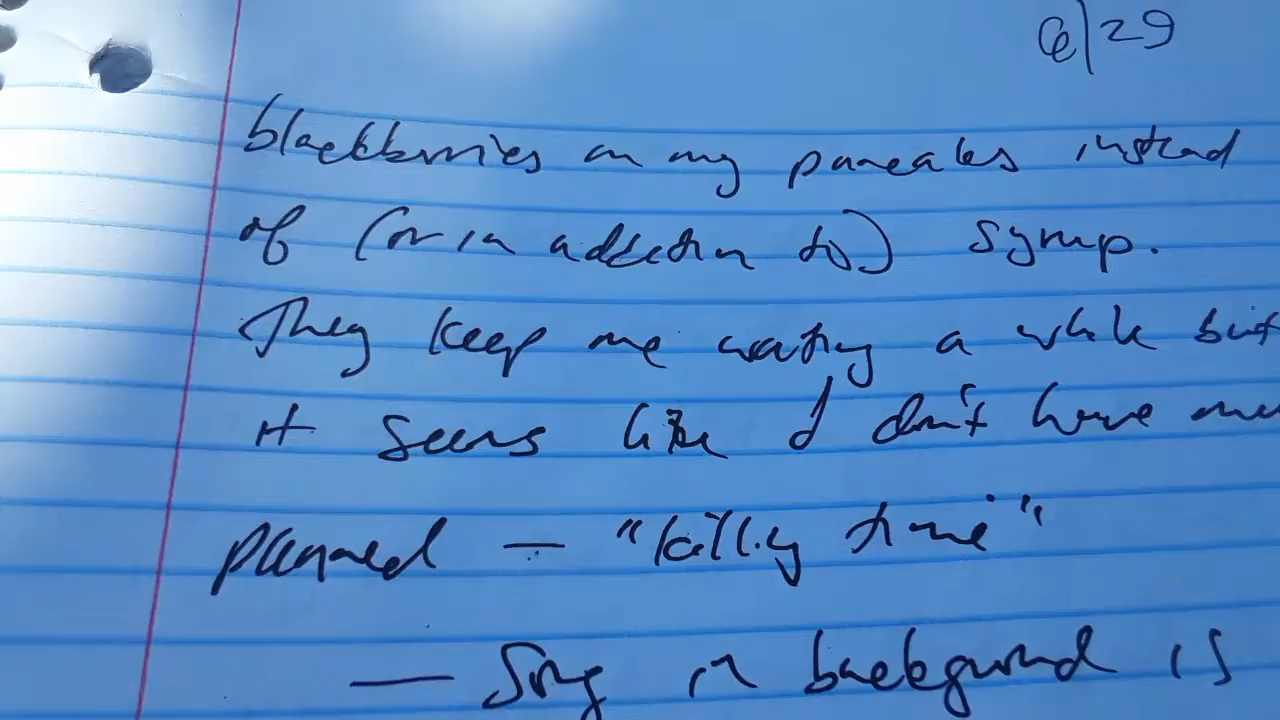 6/29
blackberries on my pancakes instead
of (or in addition to) syrup.
They keep me waiting a while but
it seems like I don't have
planned — "killing time"
— Song in background is